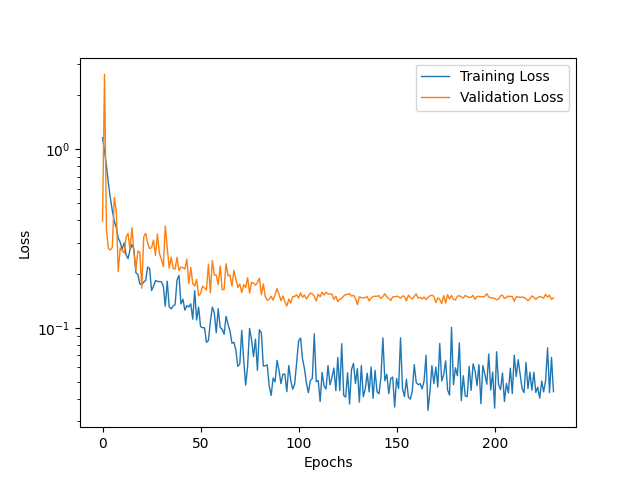 Training Loss
Validation Loss
10⁰
10⁻¹
Loss
0 50 100 150 200
Epochs